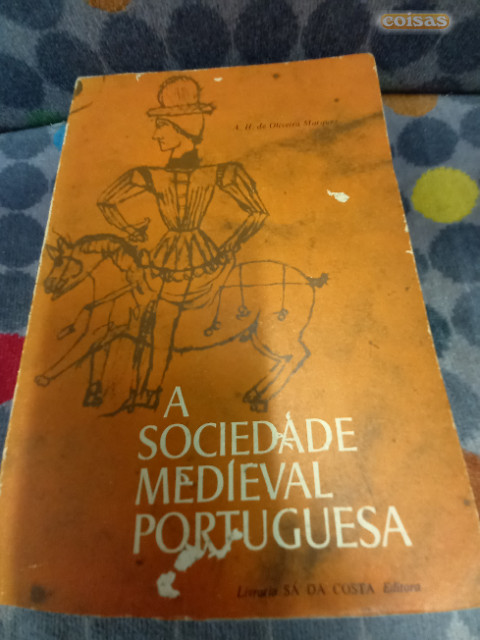 coisas
A. H. de Oliveira Marques
A
SOCIEDADE
MEDIEVAL
PORTUGUESA
Livraria SÁ DA COSTA Editora